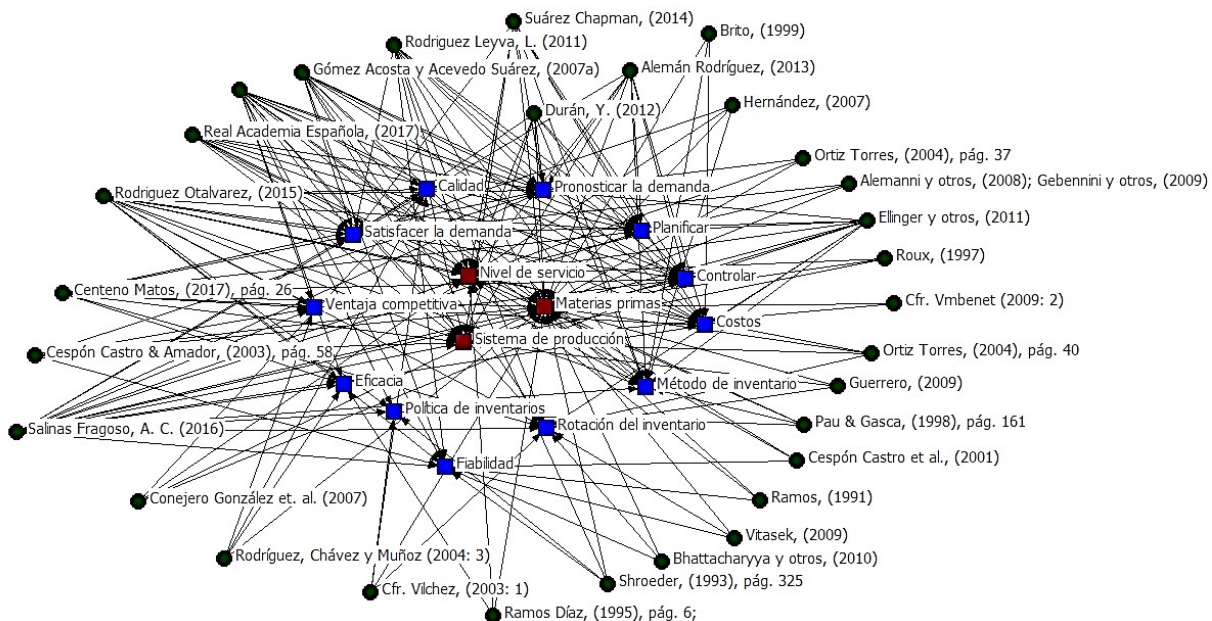 Suárez Chapman, (2014)
Brito, (1999)
Rodriguez Leyva, L. (2011)
Gómez Acosta y Acevedo Suárez, (2007a)
Alemán Rodríguez, (2013)
Hernández, (2007)
Durán, Y. (2012)
Real Academia Española, (2017)
Ortiz Torres, (2004), pág. 37
Alemanni y otros, (2008); Gebennini y otros, (2009)
Calidad
Pronosticar la demanda
Rodriguez Otalvarez, (2015)
Ellinger y otros, (2011)
Satisfacer la demanda
Planificar
Roux, (1997)
Nivel de servicio
Controlar
Centeno Matos, (2017), pág. 26
Ventaja competitiva
Materias primas
Cfr. Vmbenet (2009: 2)
Costos
Sistema de producción
Cespón Castro & Amador, (2003), pág. 58
Ortiz Torres, (2004), pág. 40
Eficacia
Método de inventario
Guerrero, (2009)
Política de inventarios
Salinas Fragoso, A. C. (2016)
Rotación del inventario
Pau & Gasca, (1998), pág. 161
Fiabilidad
Cespón Castro et al., (2001)
Conejero González et. al. (2007)
Ramos, (1991)
Vitasek, (2009)
Rodríguez, Chávez y Muñoz (2004: 3)
Bhattacharyya y otros, (2010)
Shroeder, (1993), pág. 325
Cfr. Vilchez, (2003: 1)
Ramos Díaz, (1995), pág. 6;